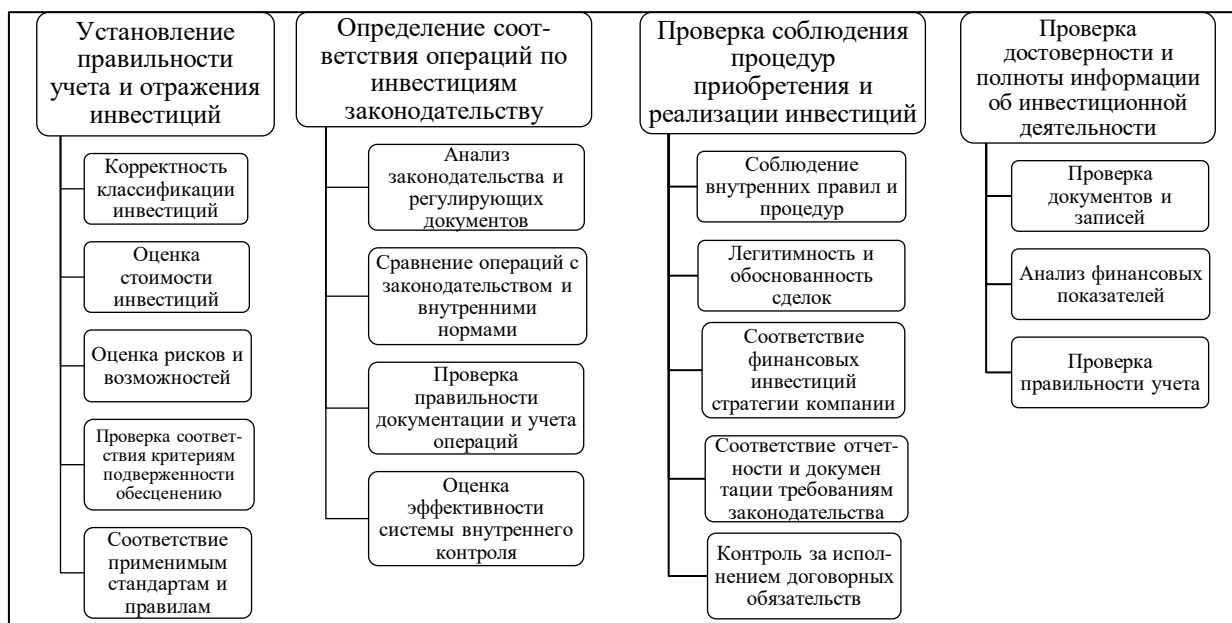 Установление
правильности
учета и отражения
инвестиций
Корректность
классификации
инвестиций
Оценка
стоимости
инвестиций
Оценка рисков и
возможностей
Проверка соответ-
ствия критериям
подверженности
обесценению
Соответствие
применимым
стандартам и
правилам
Определение соот-
ветствия операций по
инвестициям
законодательству
Анализ
законодательства и
регулирующих
документов
Сравнение операций с
законодательством и
внутренними
нормами
Проверка
правильности
документации и учета
операций
Оценка
эффективности
системы внутреннего
контроля
Проверка соблюдения
процедур
приобретения и
реализации инвестиций
Соблюдение
внутренних правил и
процедур
Легитимность и
обоснованность
сделок
Соответствие
финансовых
инвестиций
стратегии компании
Соответствие отчет-
ности и докумен
тации требованиям
законодательства
Контроль за испол-
нением договорных
обязательств
Проверка
достоверности и
полноты информации
об инвестиционной
деятельности
Проверка
документов и
записей
Анализ финансовых
показателей
Проверка
правильности учета